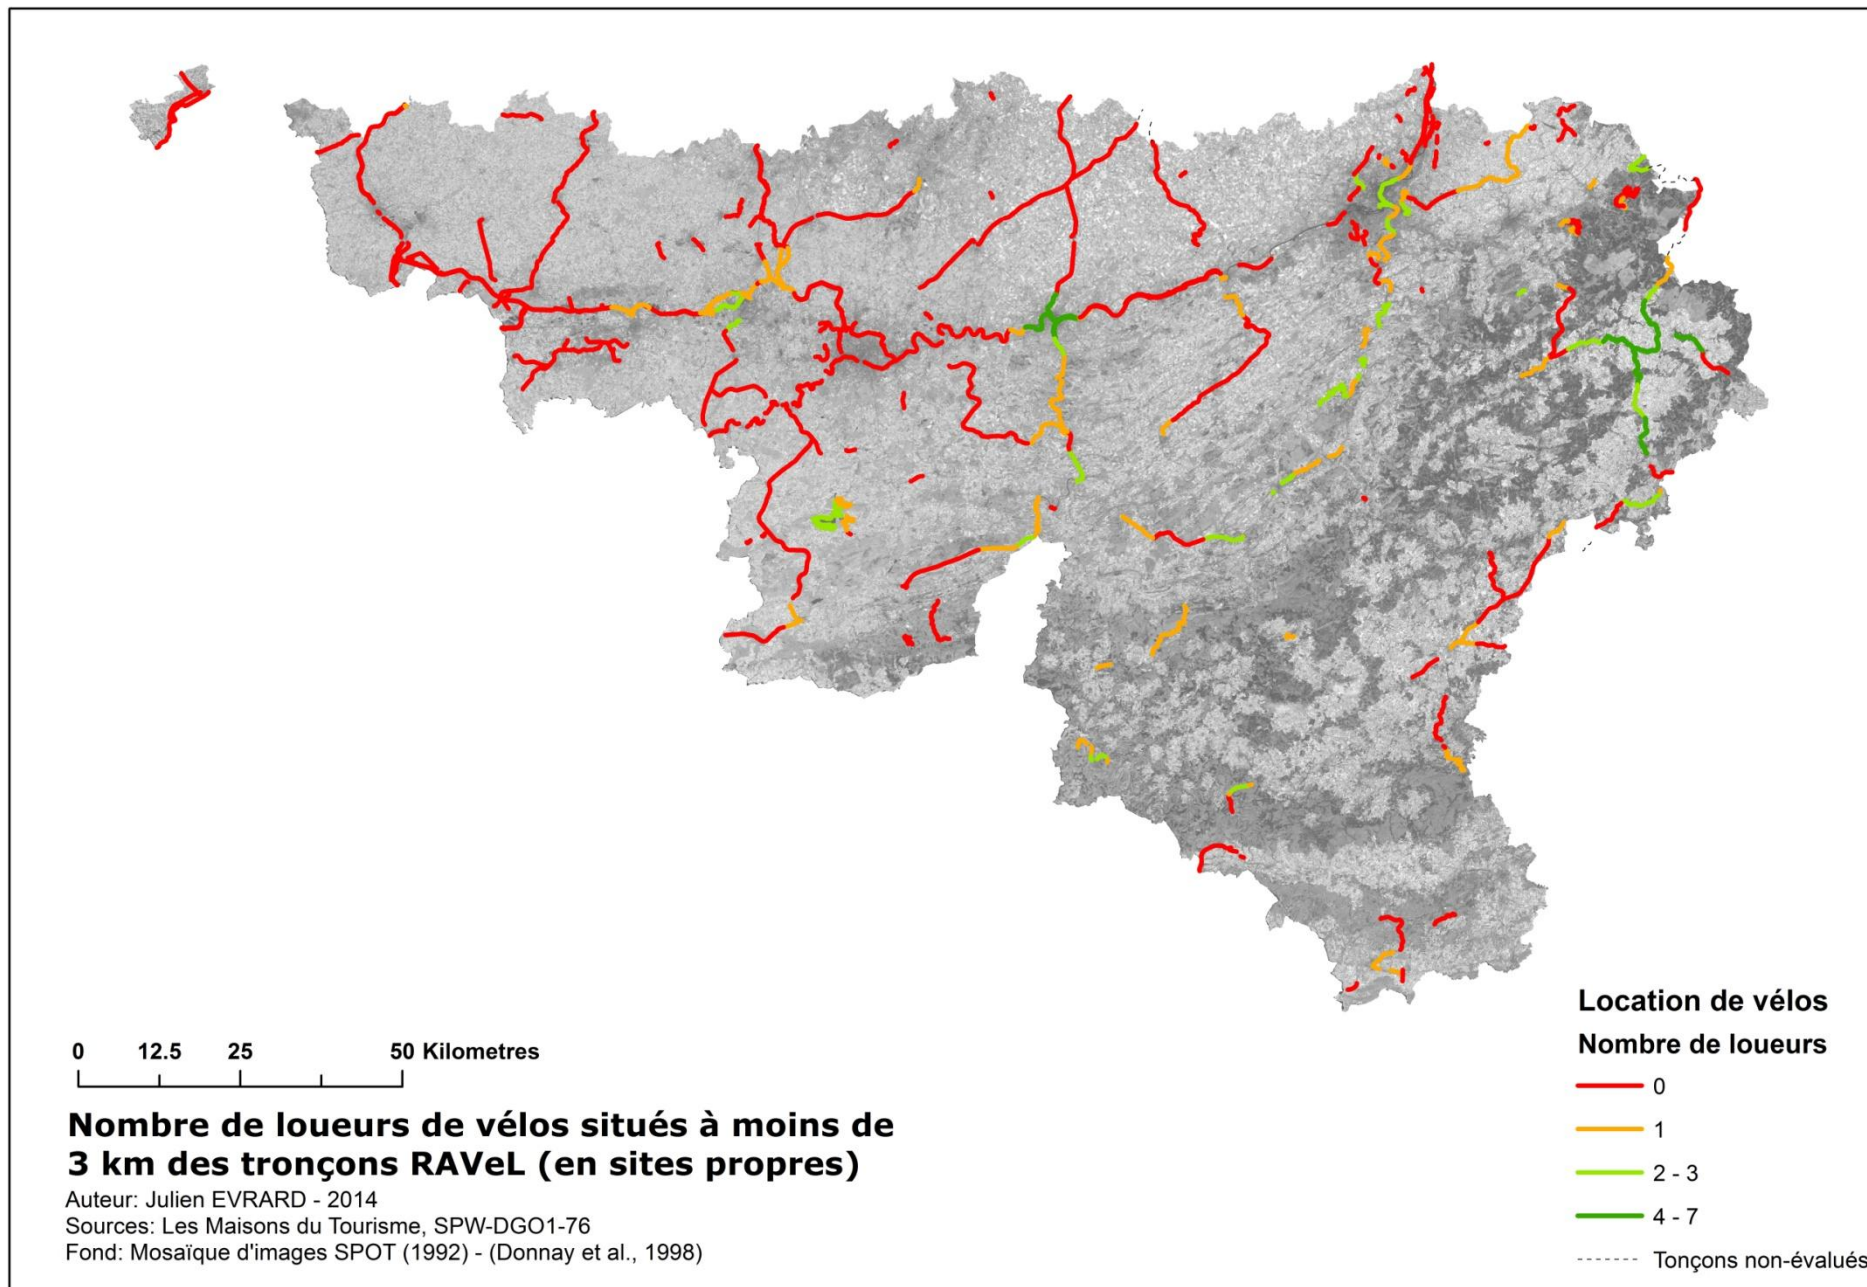 Location de vélos
Nombre de loueurs
0
1
2 - 3
4 - 7
Tonçons non-évalués
0 12.5 25 50 Kilometres
Nombre de loueurs de vélos situés à moins de
3 km des tronçons RAVeL (en sites propres)
Auteur: Julien EVRARD - 2014
Sources: Les Maisons du Tourisme, SPW-DGO1-76
Fond: Mosaïque d'images SPOT (1992) - (Donnay et al., 1998)